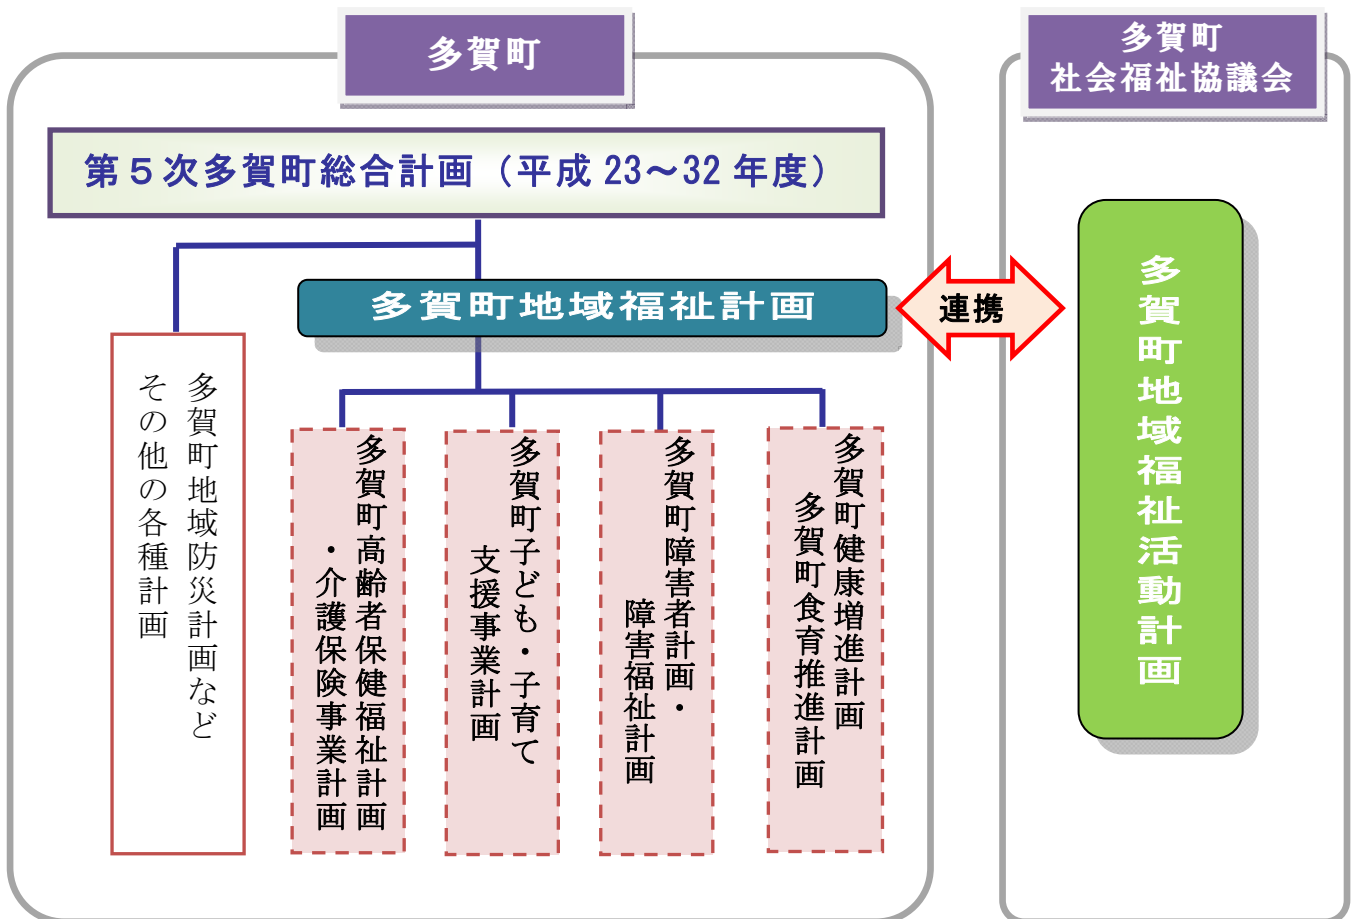 多賀町
多賀町
社会福祉協議会
第５次多賀町総合計画（平成 23～32 年度）
多賀町地域福祉計画
連携
多賀町地域福祉活動計画
多賀町地域防災計画など
その他の各種計画
多賀町高齢者保健福祉計画
・介護保険事業計画
多賀町子ども・子育て
支援事業計画
多賀町障害者計画・
障害福祉計画
多賀町健康増進計画
多賀町食育推進計画